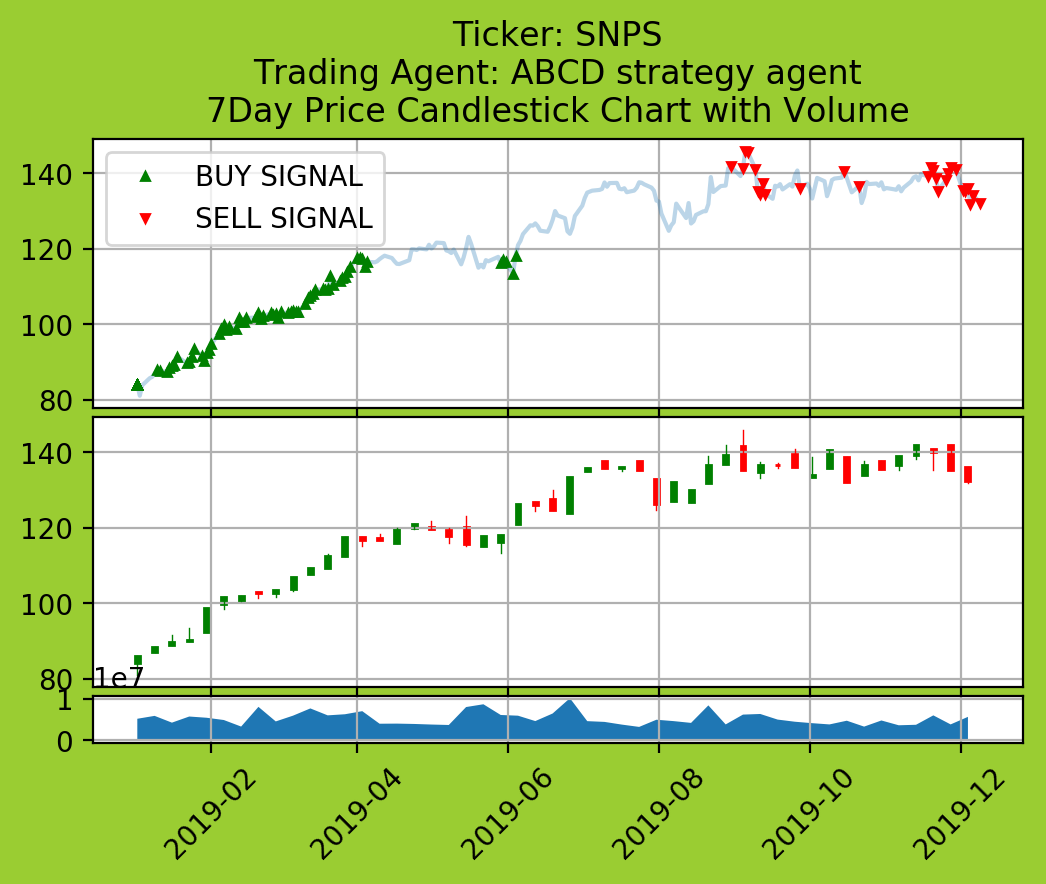 Ticker: SNPS
Trading Agent: ABCD strategy agent
7Day Price Candlestick Chart with Volume
140
120
100
80
BUY SIGNAL
SELL SIGNAL
140
120
100
80
1e7
1
0
2019-02
2019-04
2019-06
2019-08
2019-10
2019-12